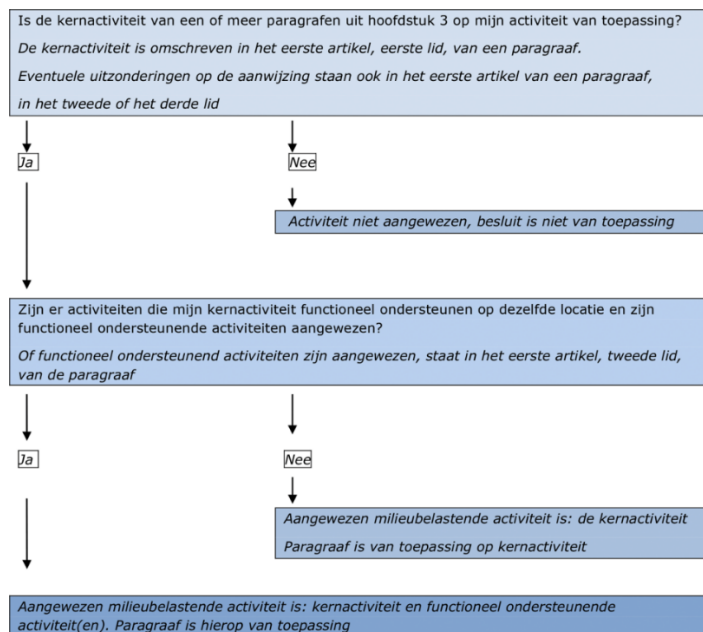 Is de kernactiviteit van een of meer paragrafen uit hoofdstuk 3 op mijn activiteit van toepassing?
De kernactiviteit is omschreven in het eerste artikel, eerste lid, van een paragraaf.
Eventuele uitzonderingen op de aanwijzing staan ook in het eerste artikel van een paragraaf,
in het tweede of het derde lid
Ja
Nee
Activiteit niet aangewezen, besluit is niet van toepassing
Zijn er activiteiten die mijn kernactiviteit functioneel ondersteunen op dezelfde locatie en zijn
functioneel ondersteunende activiteiten aangewezen?
Of functioneel ondersteunend activiteiten zijn aangewezen, staat in het eerste artikel, tweede lid,
van de paragraaf
Ja
Nee
Aangewezen milieubelastende activiteit is: de kernactiviteit
Paragraaf is van toepassing op kernactiviteit
Aangewezen milieubelastende activiteit is: kernactiviteit en functioneel ondersteunende
activiteit(en). Paragraaf is hierop van toepassing